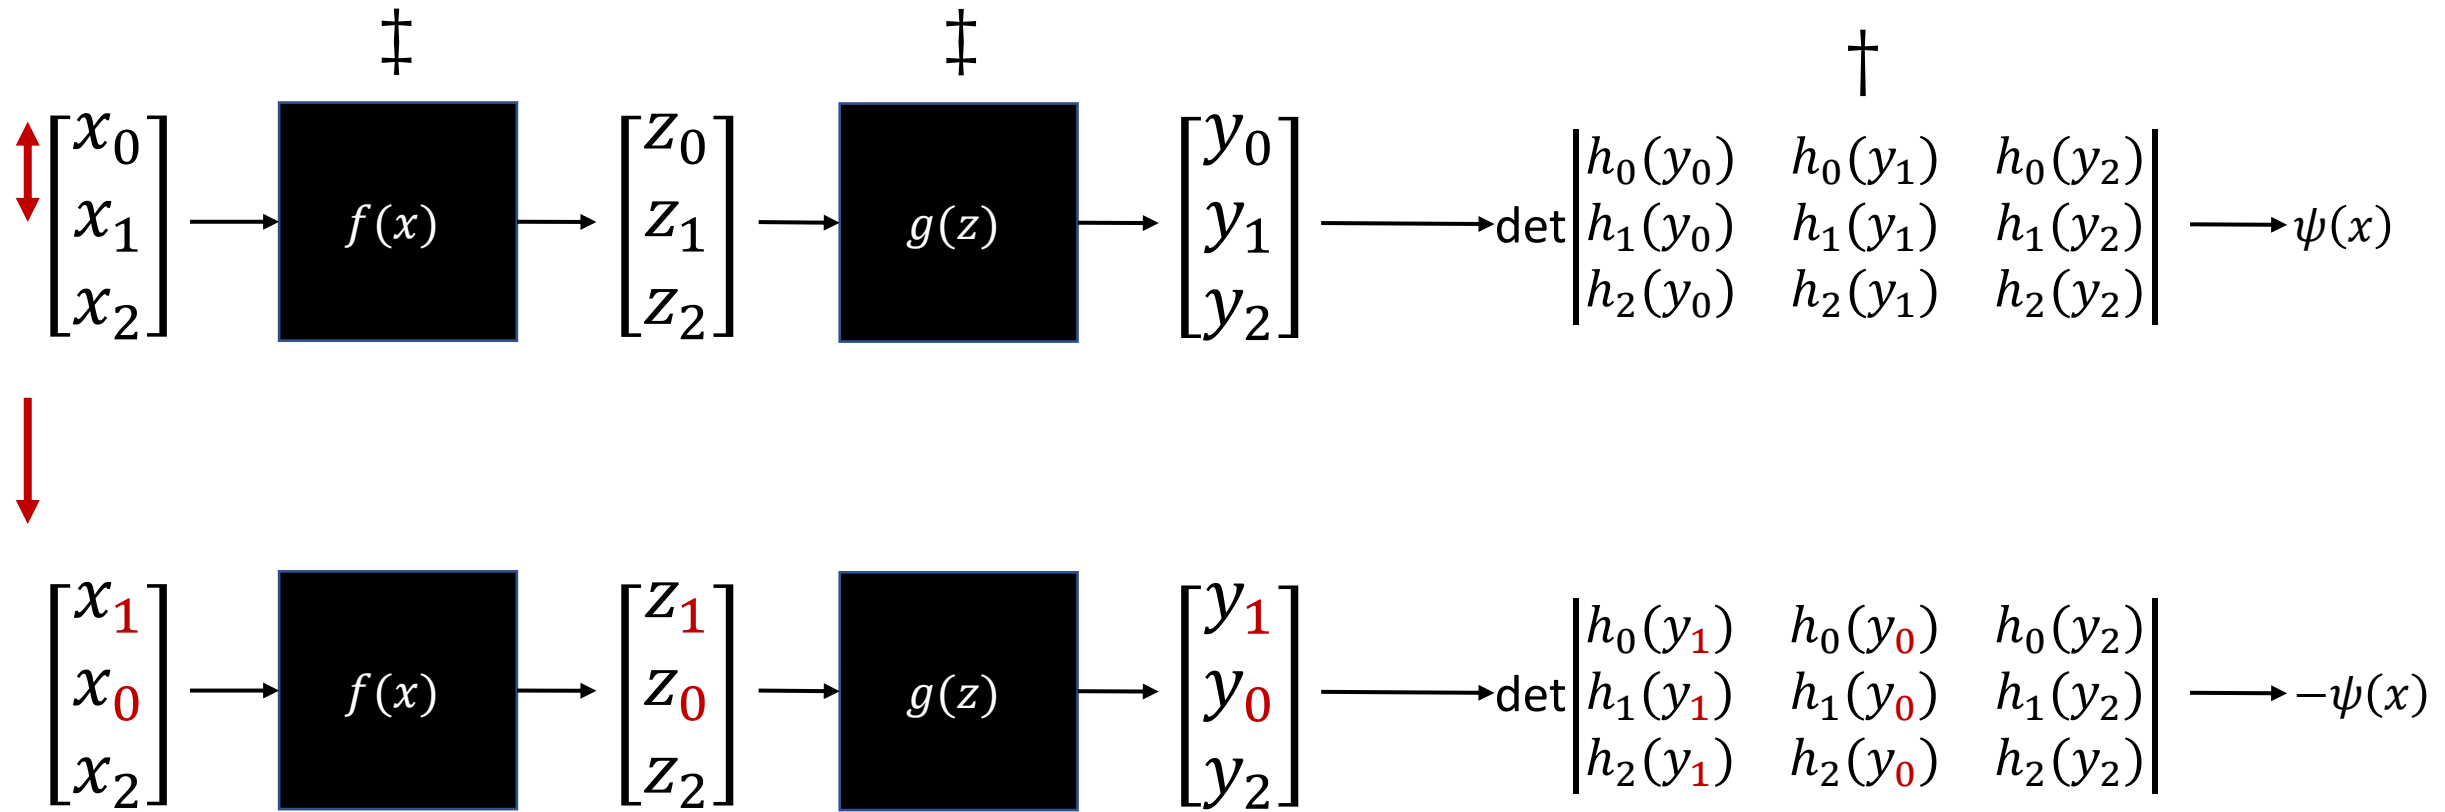 ‡ ‡ †
x₀ z₀ y₀ h₀(y₀) h₀(y₁) h₀(y₂)
x₁ f(x) z₁ g(z) y₁ det h₁(y₀) h₁(y₁) h₁(y₂) ψ(x)
x₂ z₂ y₂ h₂(y₀) h₂(y₁) h₂(y₂)
x₁ z₁ y₁ h₀(y₁) h₀(y₀) h₀(y₂)
x₀ f(x) z₀ g(z) y₀ det h₁(y₁) h₁(y₀) h₁(y₂) −ψ(x)
x₂ z₂ y₂ h₂(y₁) h₂(y₀) h₂(y₂)